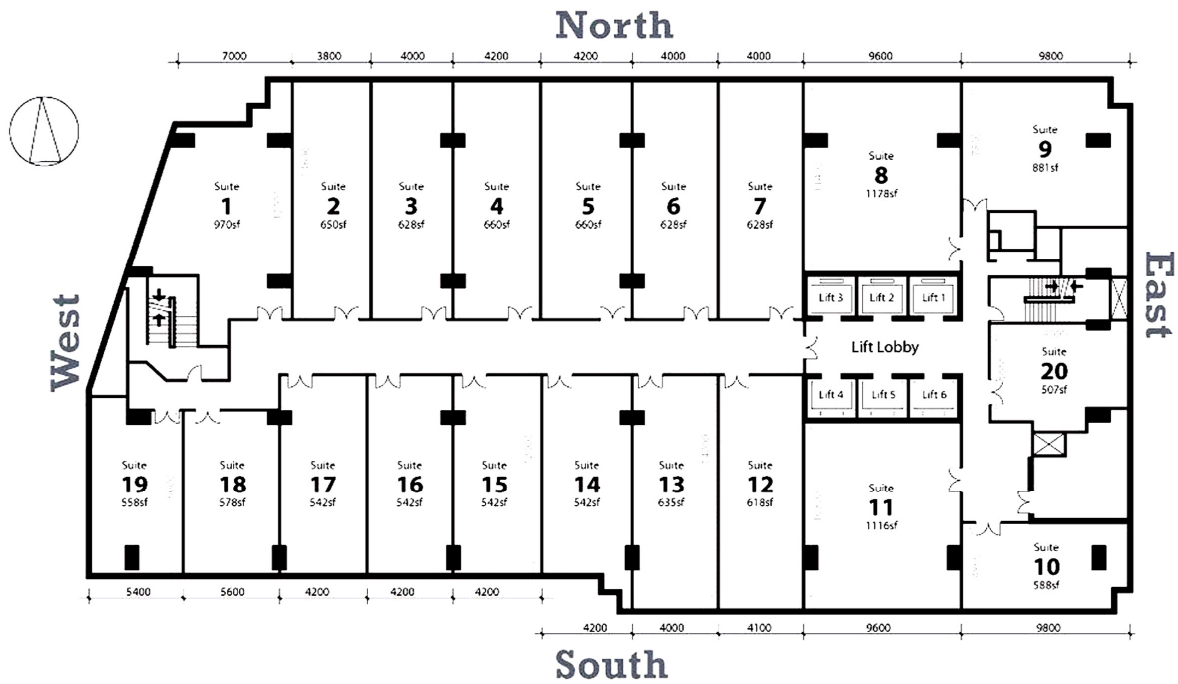 North
7000 3800 4000 4200 4200 4000 4000 9600 9800
Suite
1
970sf
Suite
2
650sf
Suite
3
628sf
Suite
4
660sf
Suite
5
660sf
Suite
6
628sf
Suite
7
628sf
Suite
8
1178sf
Suite
9
881sf
West
East
Lift 3 Lift 2 Lift 1
Lift Lobby
Lift 4 Lift 5 Lift 6
Suite
20
507sf
Suite
19
558sf
Suite
18
578sf
Suite
17
542sf
Suite
16
542sf
Suite
15
542sf
Suite
14
542sf
Suite
13
635sf
Suite
12
618sf
Suite
11
1116sf
Suite
10
588sf
5400 5600 4200 4200 4200
4200 4000 4100 9600 9800
South